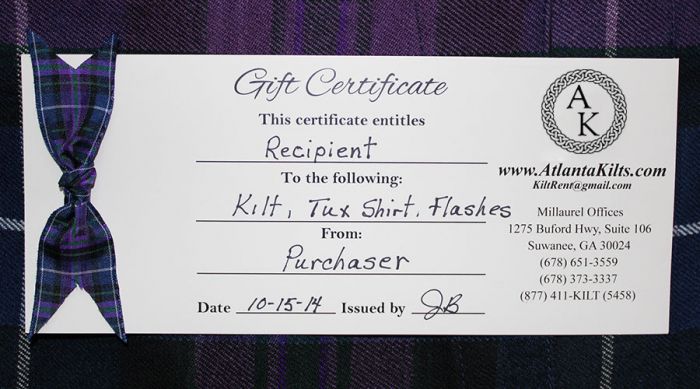 Gift Certificate
This certificate entitles
Recipient
To the following:
Kilt, Tux Shirt, Flashes
From:
Purchaser
Date 10-15-14 Issued by JB
A
K
www.AtlantaKilts.com
KiltRent@gmail.com
Millaurel Offices
1275 Buford Hwy, Suite 106
Suwanee, GA 30024
(678) 651-3559
(678) 373-3337
(877) 411-KILT (5458)